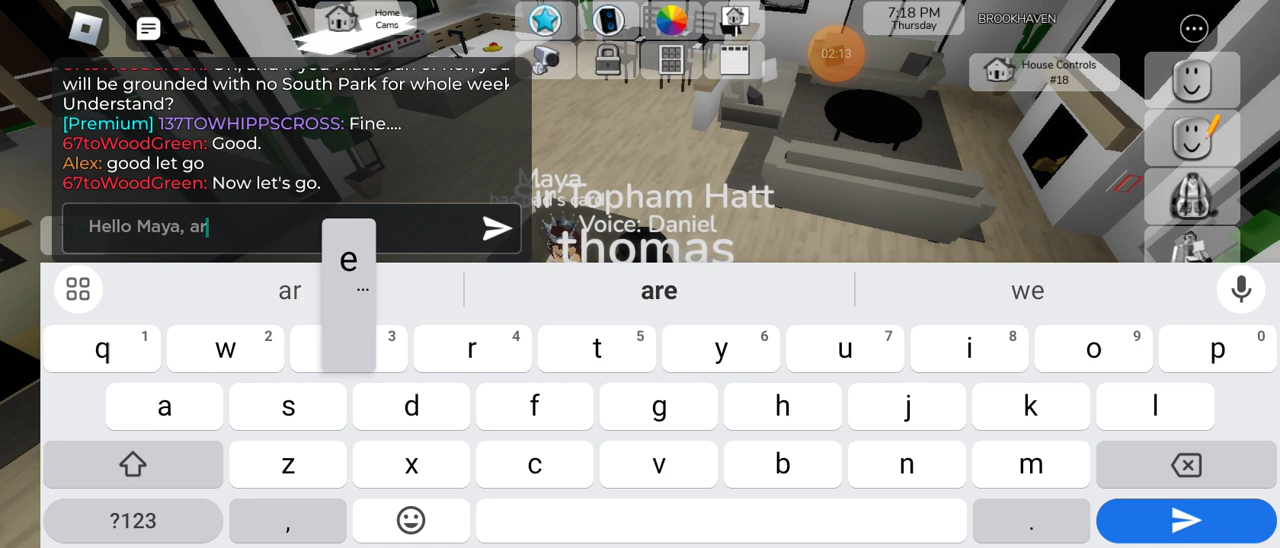 Home
Cams
7:18 PM
Thursday
BROOKHAVEN
02:13
House Controls
#18
will be grounded with no South Park for whole week
Understand?
[Premium] 137TOWHIPPSCROSS: Fine....
67toWoodGreen: Good.
Alex: good let go
67toWoodGreen: Now let's go.
Maya
Topham Hatt
Voice: Daniel
thomas
Hello Maya, ar
e
...
ar
are
we
q 1 w 2 3 r 4 t 5 y 6 u 7 i 8 o 9 p 0
a s d f g h j k l
z x c v b n m
?123 , .